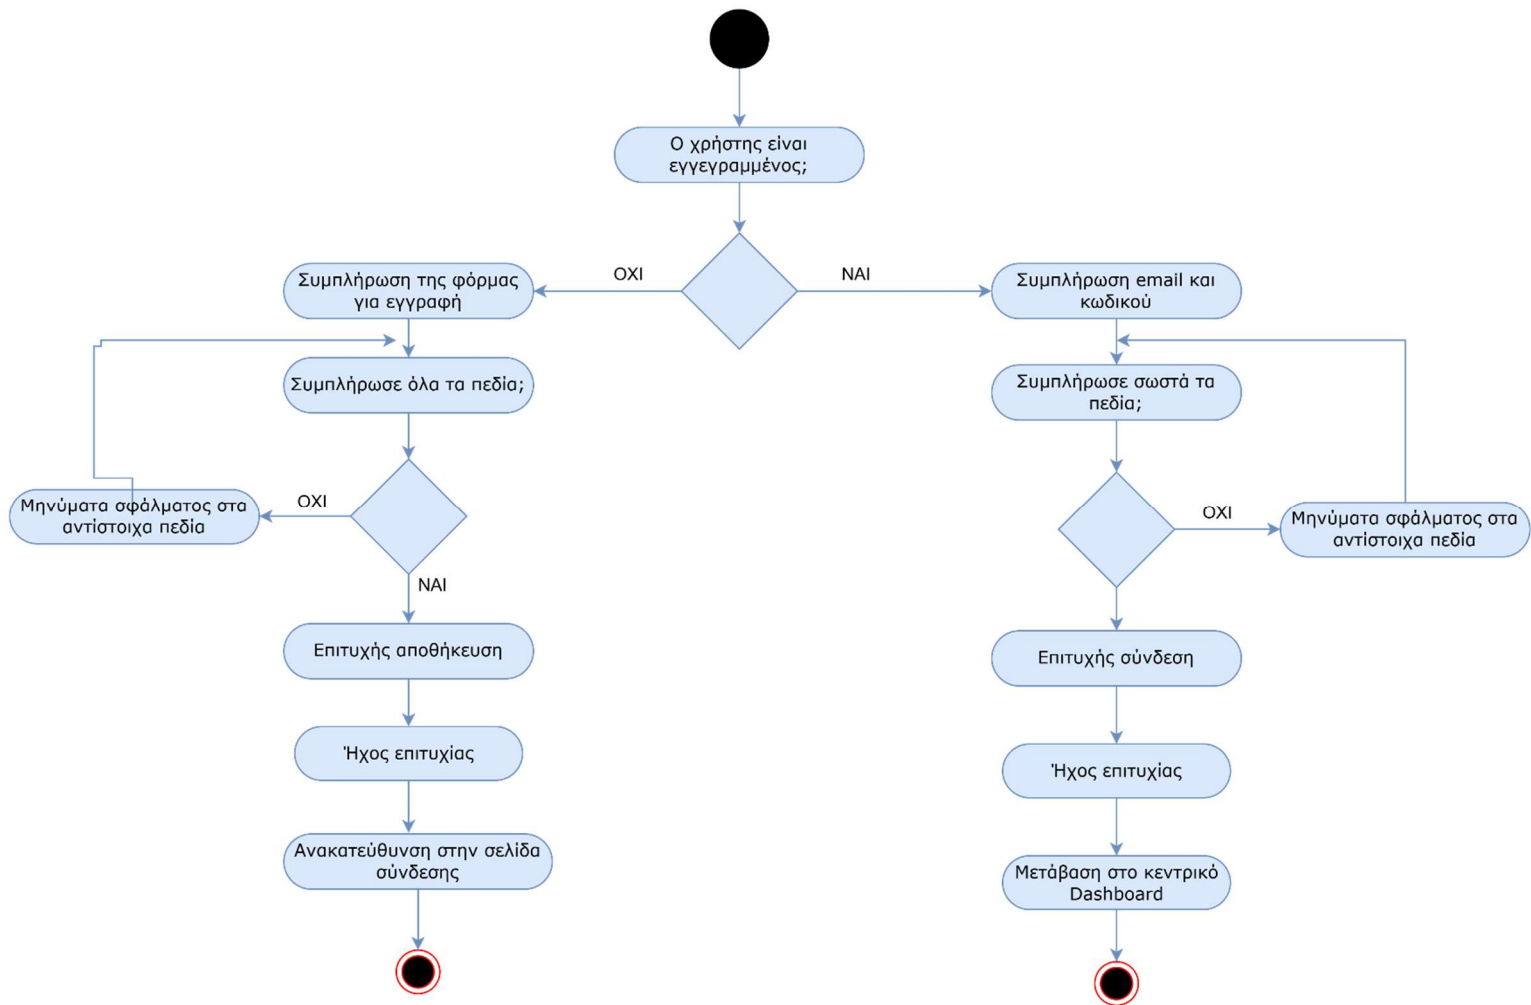 Ο χρήστης είναι
εγγεγραμμένος;
ΟΧΙ
ΝΑΙ
Συμπλήρωση της φόρμας
για εγγραφή
Συμπλήρωση email και
κωδικού
Συμπλήρωσε όλα τα πεδία;
Συμπλήρωσε σωστά τα
πεδία;
ΟΧΙ
Μηνύματα σφάλματος στα
αντίστοιχα πεδία
ΟΧΙ
Μηνύματα σφάλματος στα
αντίστοιχα πεδία
ΝΑΙ
Επιτυχής αποθήκευση
Επιτυχής σύνδεση
Ήχος επιτυχίας
Ήχος επιτυχίας
Ανακατεύθυνση στην σελίδα
σύνδεσης
Μετάβαση στο κεντρικό
Dashboard